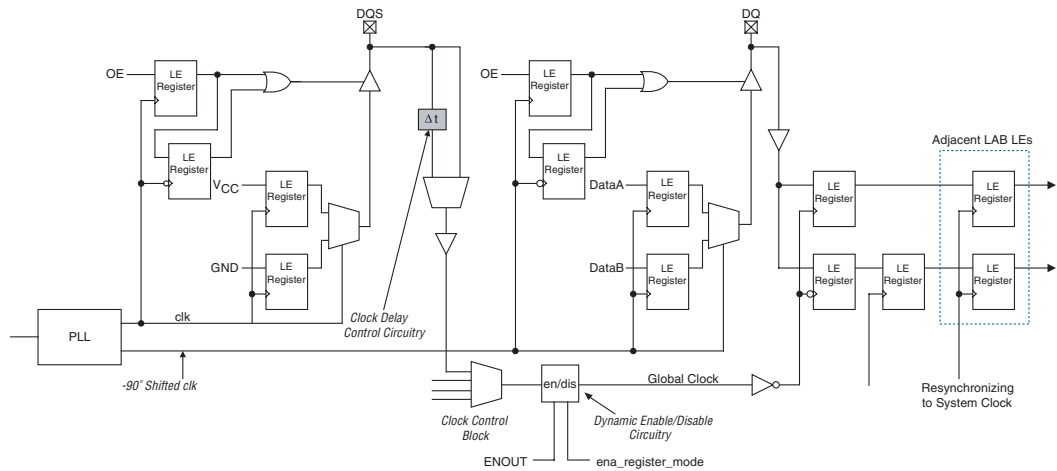 DQS
DQ
OE
LE
Register
LE
Register
VCC
LE
Register
GND
LE
Register
Δ t
Clock Delay
Control Circuitry
PLL
clk
-90˚ Shifted clk
OE
LE
Register
LE
Register
DataA
LE
Register
DataB
LE
Register
Adjacent LAB LEs
LE
Register
LE
Register
LE
Register
LE
Register
LE
Register
Clock Control
Block
en/dis
Global Clock
Dynamic Enable/Disable
Circuitry
Resynchronizing
to System Clock
ENOUT
ena_register_mode